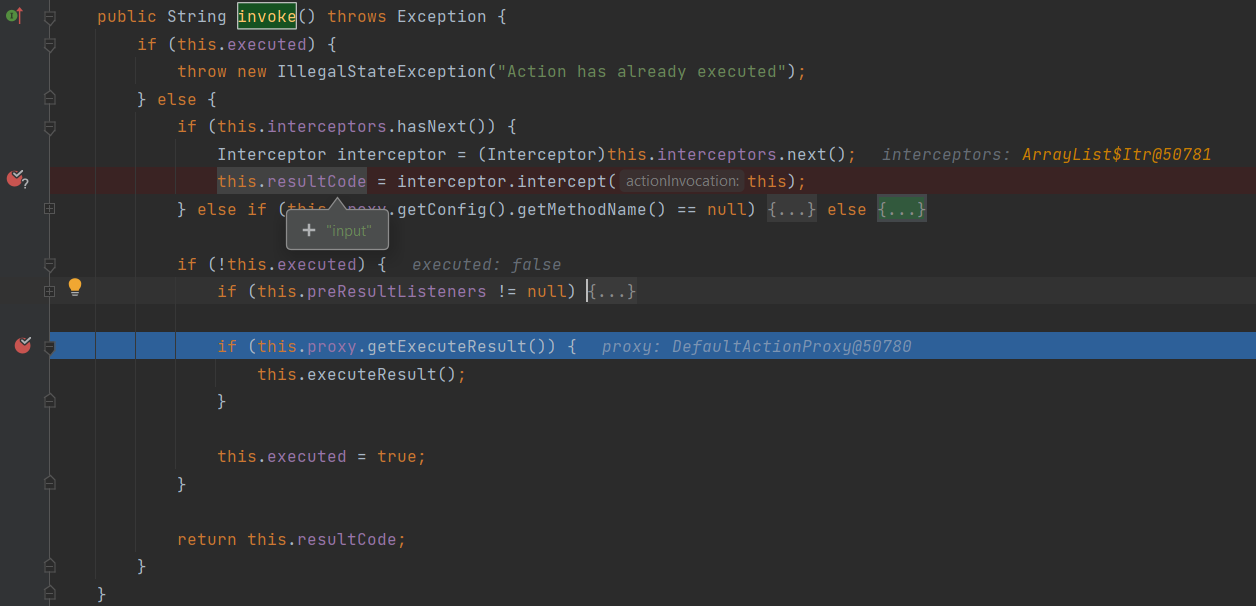 public String invoke() throws Exception {
if (this.executed) {
throw new IllegalStateException("Action has already executed");
} else {
if (this.interceptors.hasNext()) {
Interceptor interceptor = (Interceptor)this.interceptors.next();   interceptors: ArrayList$Itr@50781
this.resultCode = interceptor.intercept( actionInvocation: this);
} else if (this.proxy.getConfig().getMethodName() == null) {...} else {...}
+ "input"
if (!this.executed) {   executed: false
if (this.preResultListeners != null) {...}
if (this.proxy.getExecuteResult()) {   proxy: DefaultActionProxy@50780
this.executeResult();
}
this.executed = true;
}
return this.resultCode;
}
}